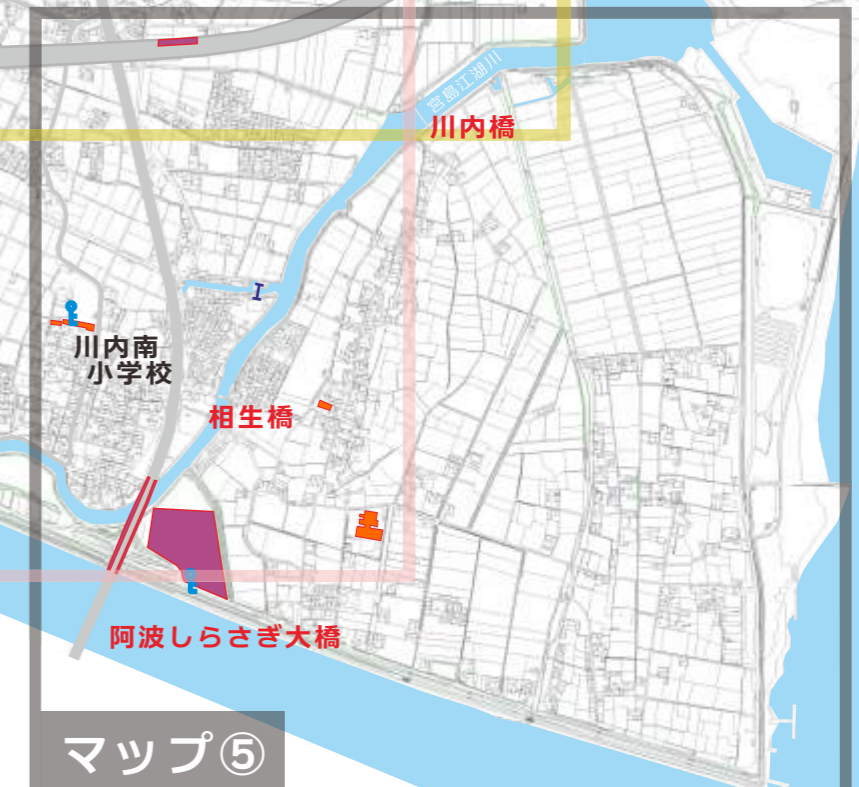 宮島江湖川
川内橋
川内南
小学校
相生橋
阿波しらさぎ大橋
マップ⑤